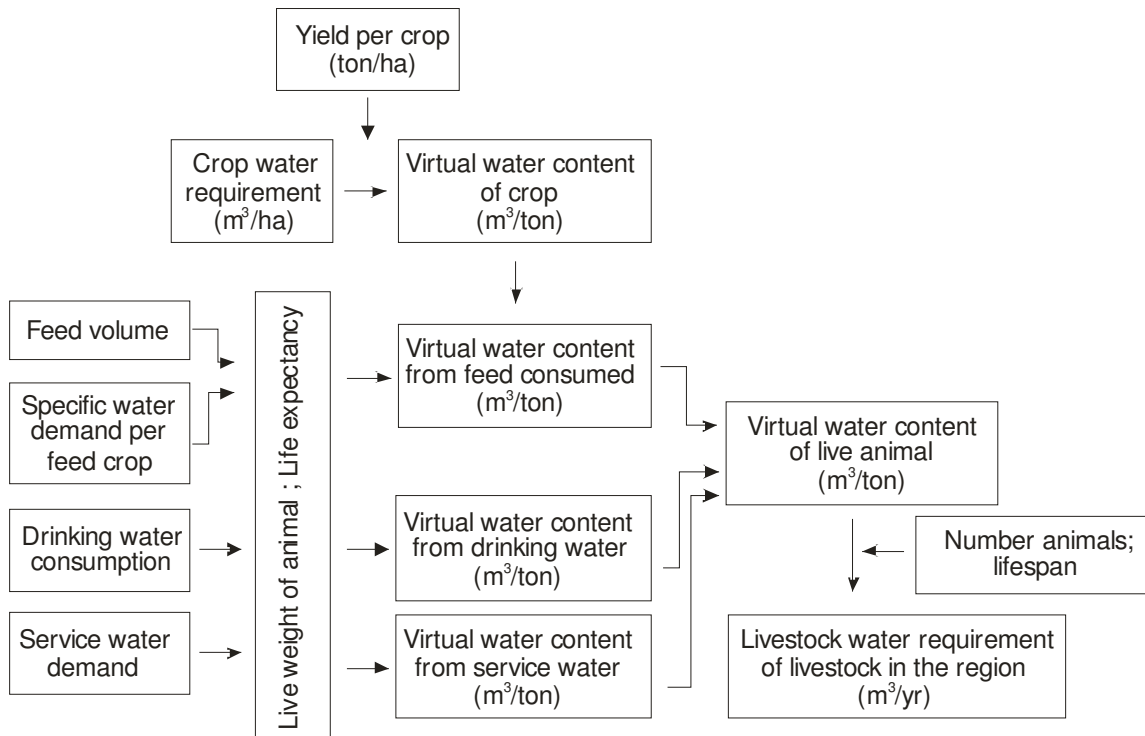 Yield per crop
(ton/ha)
Crop water
requirement
(m³/ha)
Virtual water content
of crop
(m³/ton)
Feed volume
Specific water
demand per
feed crop
Drinking water
consumption
Service water
demand
Live weight of animal ; Life expectancy
Virtual water content
from feed consumed
(m³/ton)
Virtual water content
from drinking water
(m³/ton)
Virtual water content
from service water
(m³/ton)
Virtual water content
of live animal
(m³/ton)
Number animals;
lifespan
Livestock water requirement
of livestock in the region
(m³/yr)